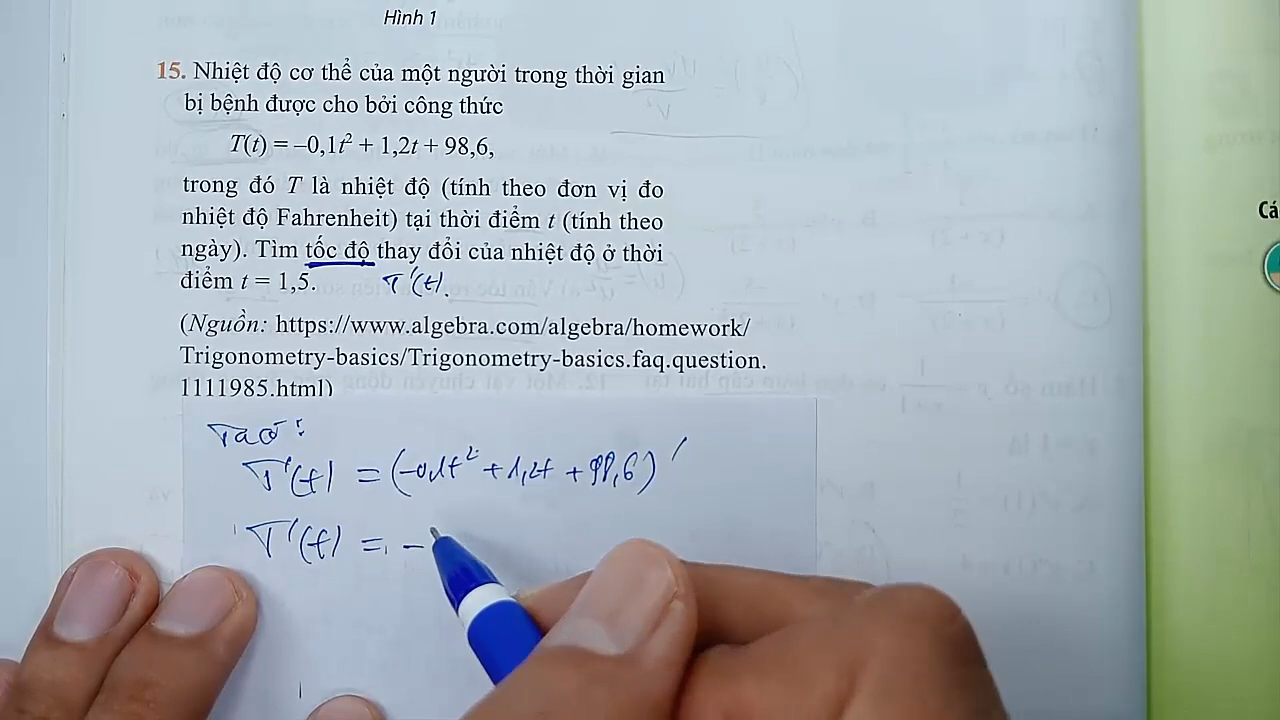 Hình 1
15. Nhiệt độ cơ thể của một người trong thời gian
bị bệnh được cho bởi công thức
T(t) = –0,1t² + 1,2t + 98,6,
trong đó T là nhiệt độ (tính theo đơn vị đo
nhiệt độ Fahrenheit) tại thời điểm t (tính theo
ngày). Tìm tốc độ thay đổi của nhiệt độ ở thời
điểm t = 1,5. T'(t).
(Nguồn: https://www.algebra.com/algebra/homework/
Trigonometry-basics/Trigonometry-basics.faq.question.
1111985.html)
Cá
Ta có:
T'(t) = (-0,1t² + 1,2t + 98,6)'
T'(t) = -